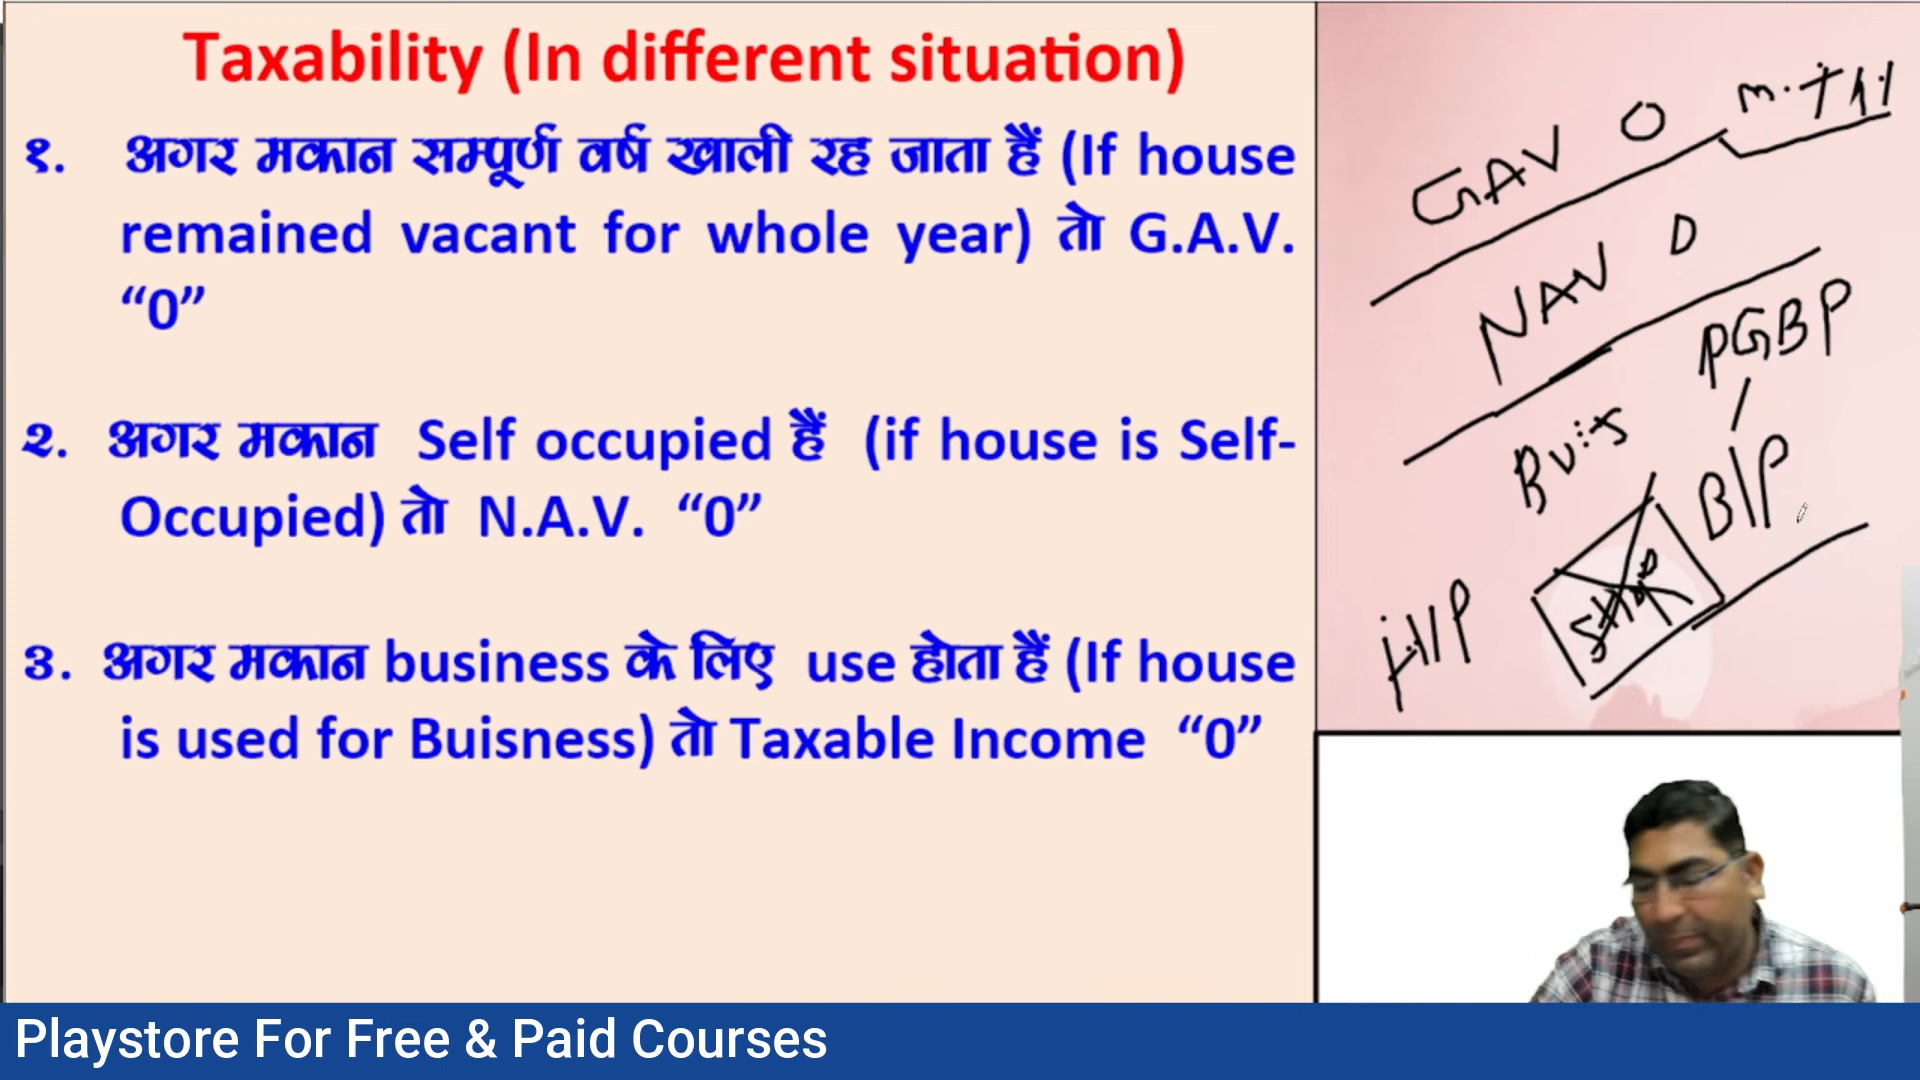 Taxability (In different situation)
१. अगर मकान सम्पूर्ण वर्ष खाली रह जाता हैं (If house
remained vacant for whole year) तो G.A.V.
“0”
२. अगर मकान Self occupied हैं (if house is Self-
Occupied) तो N.A.V. “0”
३. अगर मकान business के लिए use होता हैं (If house
is used for Buisness) तो Taxable Income “0”
GAV 0
NAV 0
PGBP
B/P
SHOP
H/P
Playstore For Free & Paid Courses